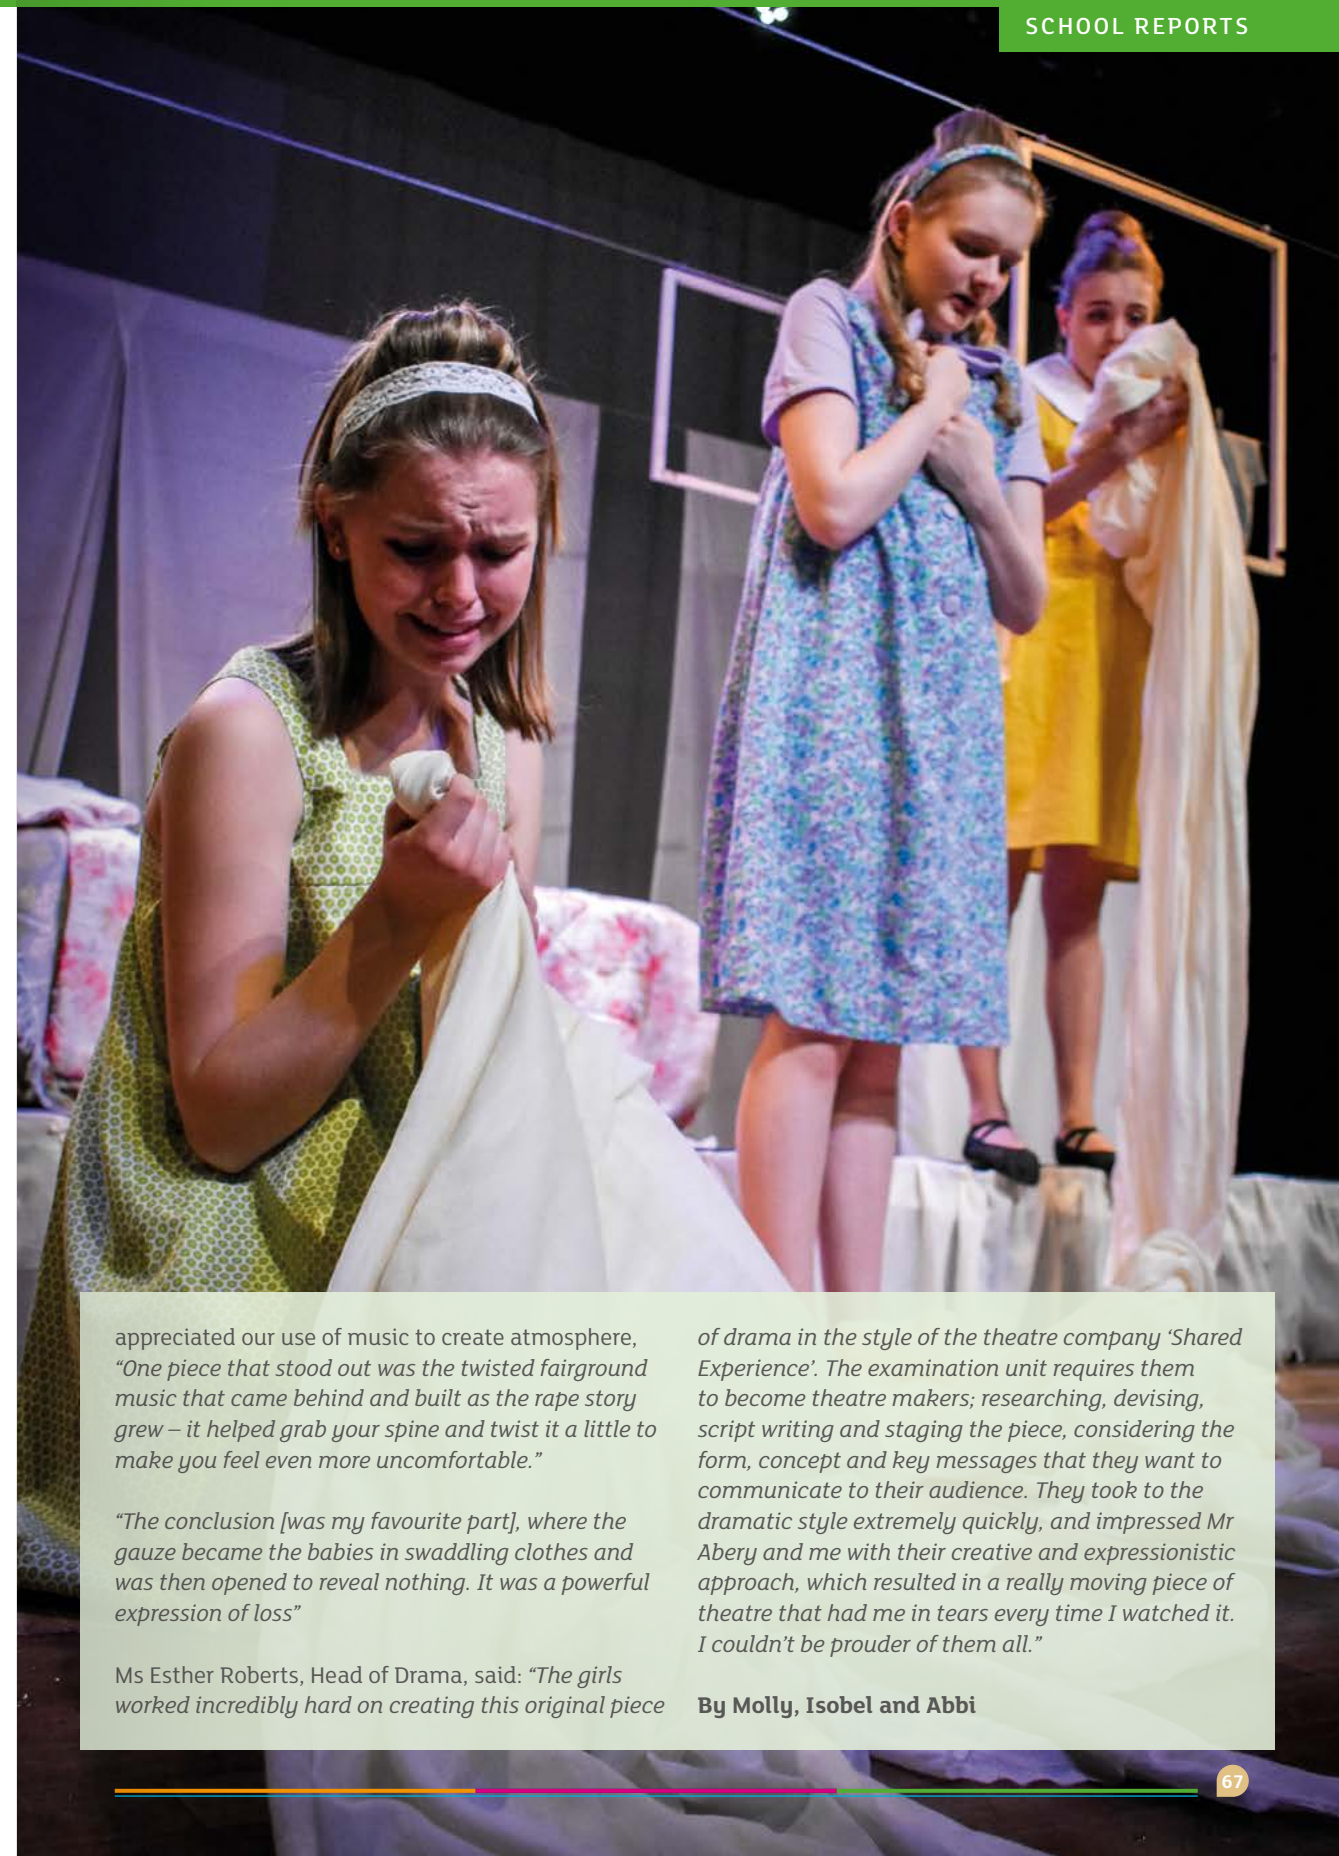 SCHOOL REPORTS
appreciated our use of music to create atmosphere,
“One piece that stood out was the twisted fairground
music that came behind and built as the rape story
grew – it helped grab your spine and twist it a little to
make you feel even more uncomfortable.”
“The conclusion [was my favourite part], where the
gauze became the babies in swaddling clothes and
was then opened to reveal nothing. It was a powerful
expression of loss”
Ms Esther Roberts, Head of Drama, said: “The girls
worked incredibly hard on creating this original piece
of drama in the style of the theatre company ‘Shared
Experience’. The examination unit requires them
to become theatre makers; researching, devising,
script writing and staging the piece, considering the
form, concept and key messages that they want to
communicate to their audience. They took to the
dramatic style extremely quickly, and impressed Mr
Abery and me with their creative and expressionistic
approach, which resulted in a really moving piece of
theatre that had me in tears every time I watched it.
I couldn’t be prouder of them all.”
By Molly, Isobel and Abbi
67